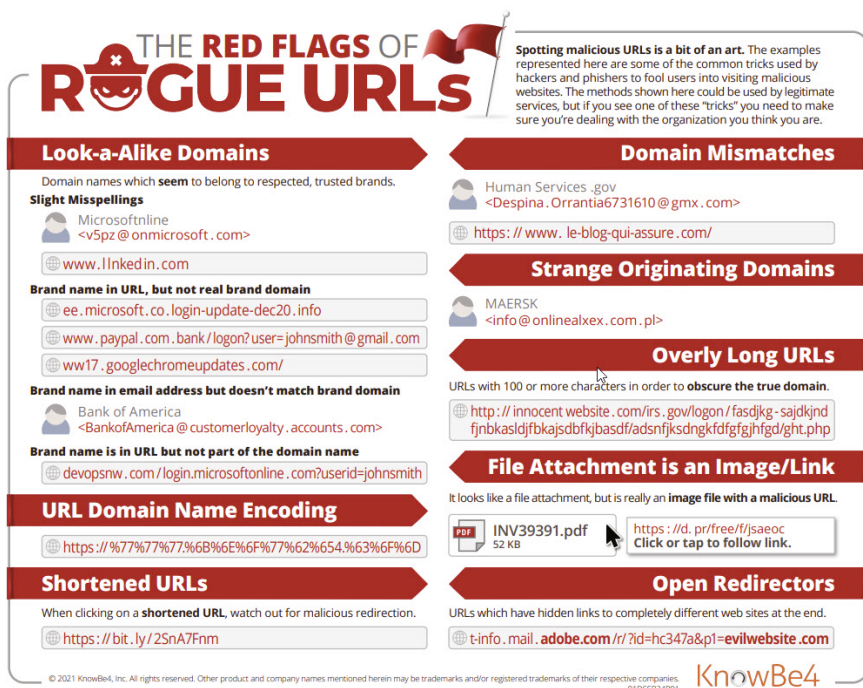 THE RED FLAGS OF
ROGUE URLs
Spotting malicious URLs is a bit of an art. The examples
represented here are some of the common tricks used by
hackers and phishers to fool users into visiting malicious
websites. The methods shown here could be used by legitimate
services, but if you see one of these “tricks” you need to make
sure you’re dealing with the organization you think you are.
Look-a-Alike Domains
Domain names which seem to belong to respected, trusted brands.
Slight Misspellings
Microsoftnline
<v5pz@onmicrosoft.com>
www.llnkedin.com
Brand name in URL, but not real brand domain
ee.microsoft.co.login-update-dec20.info
www.paypal.com.bank/logon?user=johnsmith@gmail.com
ww17.googlechromeupdates.com/
Brand name in email address but doesn’t match brand domain
Bank of America
<BankofAmerica@customerloyalty.accounts.com>
Brand name is in URL but not part of the domain name
devopsnw.com/login.microsoftonline.com?userid=johnsmith
URL Domain Name Encoding
https://%77%77%77.%6B%6E%6F%77%62%654.%63%6F%6D
Shortened URLs
When clicking on a shortened URL, watch out for malicious redirection.
https://bit.ly/2SnA7Fnm
Domain Mismatches
Human Services .gov
<Despina.Orrantia6731610@gmx.com>
https://www.le-blog-qui-assure.com/
Strange Originating Domains
MAERSK
<info@onlinealxex.com.pl>
Overly Long URLs
URLs with 100 or more characters in order to obscure the true domain.
http://innocentwebsite.com/irs.gov/logon/fasdjkg-sajdkjnd
fjnbkasldjfbkajsdbfkjbasdf/adsnfjksdngkfdfgfgjhfgd/ght.php
File Attachment is an Image/Link
It looks like a file attachment, but is really an image file with a malicious URL.
PDF
INV39391.pdf
52 KB
https://d.pr/free/f/jsaeoc
Click or tap to follow link.
Open Redirectors
URLs which have hidden links to completely different web sites at the end.
t-info.mail.adobe.com/r/?id=hc347a&p1=evilwebsite.com
© 2021 KnowBe4, Inc. All rights reserved. Other product and company names mentioned herein may be trademarks and/or registered trademarks of their respective companies.
KnowBe4